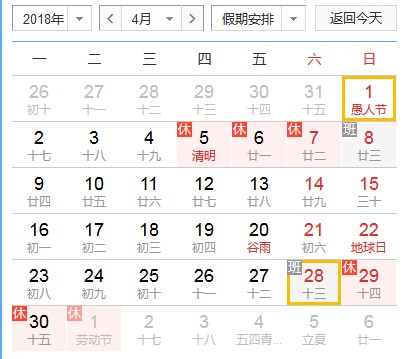 2018年 4月 假期安排 返回今天
一 二 三 四 五 六 日
26 27 28 29 30 31 1
初十 十一 十二 十三 十四 十五 愚人节
休 休 休 班
2 3 4 5 6 7 8
十七 十八 十九 清明 廿一 廿二 廿三
9 10 11 12 13 14 15
廿四 廿五 廿六 廿七 廿八 廿九 三十
16 17 18 19 20 21 22
初一 初二 初三 初四 谷雨 初六 地球日
班 休
23 24 25 26 27 28 29
初八 初九 初十 十一 十二 十三 十四
休 休
30 1 2 3 4 5 6
十五 劳动节 十七 十八 五四青... 立夏 廿一